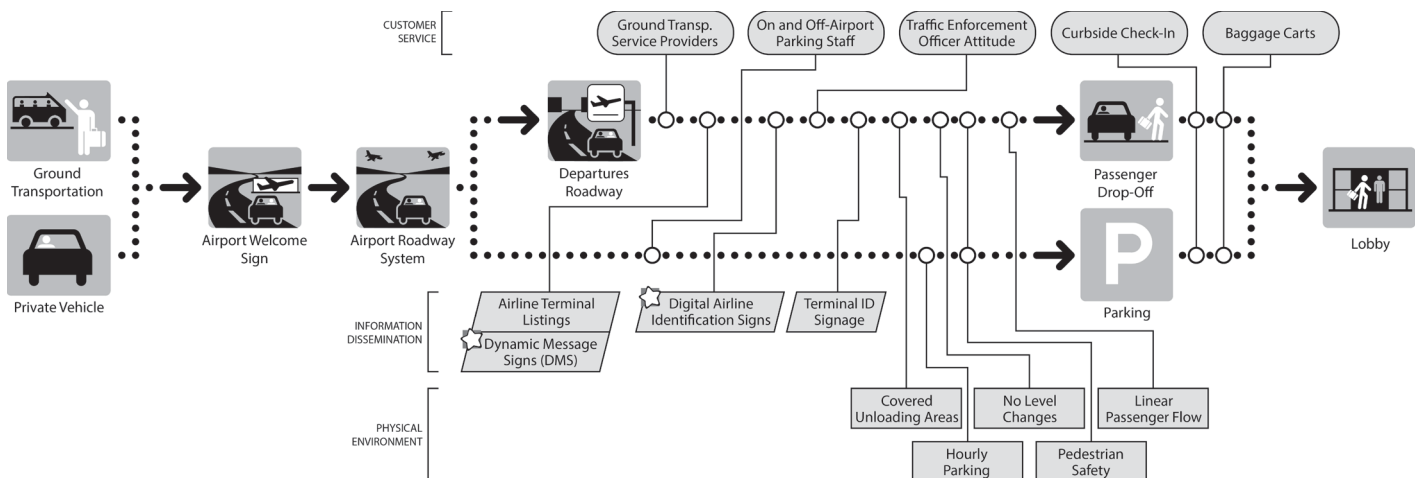 CUSTOMER
SERVICE
Ground Transp.
Service Providers
On and Off-Airport
Parking Staff
Traffic Enforcement
Officer Attitude
Curbside Check-In
Baggage Carts
Ground
Transportation
Private Vehicle
Airport Welcome
Sign
Airport Roadway
System
Departures
Roadway
Passenger
Drop-Off
P
Parking
Lobby
INFORMATION
DISSEMINATION
Airline Terminal
Listings
Dynamic Message
Signs (DMS)
Digital Airline
Identification Signs
Terminal ID
Signage
PHYSICAL
ENVIRONMENT
Covered
Unloading Areas
No Level
Changes
Linear
Passenger Flow
Hourly
Parking
Pedestrian
Safety